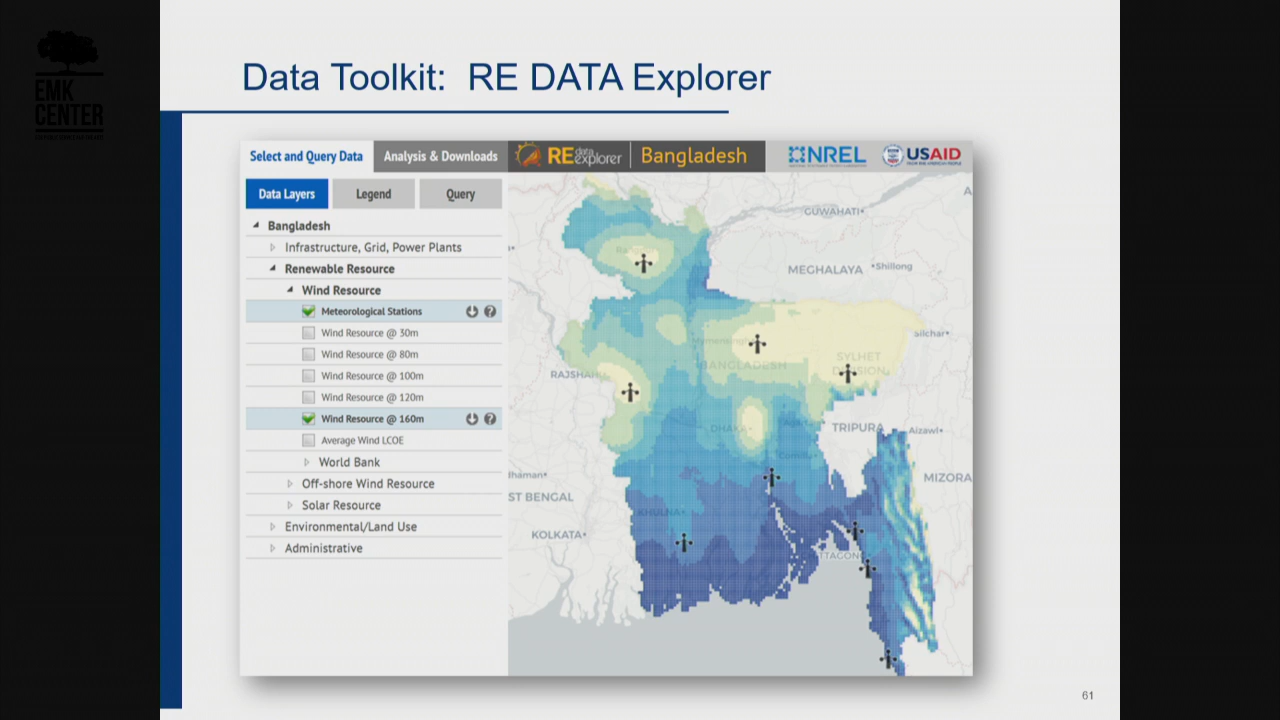 EMK
CENTER
Data Toolkit: RE DATA Explorer
Select and Query Data
Analysis & Downloads
RE data explorer
Bangladesh
NREL
USAID
Data Layers
Legend
Query
Bangladesh
Infrastructure, Grid, Power Plants
Renewable Resource
Wind Resource
Meteorological Stations
Wind Resource @ 30m
Wind Resource @ 80m
Wind Resource @ 100m
Wind Resource @ 120m
Wind Resource @ 160m
Average Wind LCOE
World Bank
Off-shore Wind Resource
Solar Resource
Environmental/Land Use
Administrative
GUWAHATI
MEGHALAYA
Shillong
silchar
BANGLADESH
SYLHET
DIVISION
RAJSHAHI
DHAKA
TRIPURA
Aizawl
MIZORA
dhaman
ST BENGAL
KHULNA
KOLKATA
TTAGONG
61